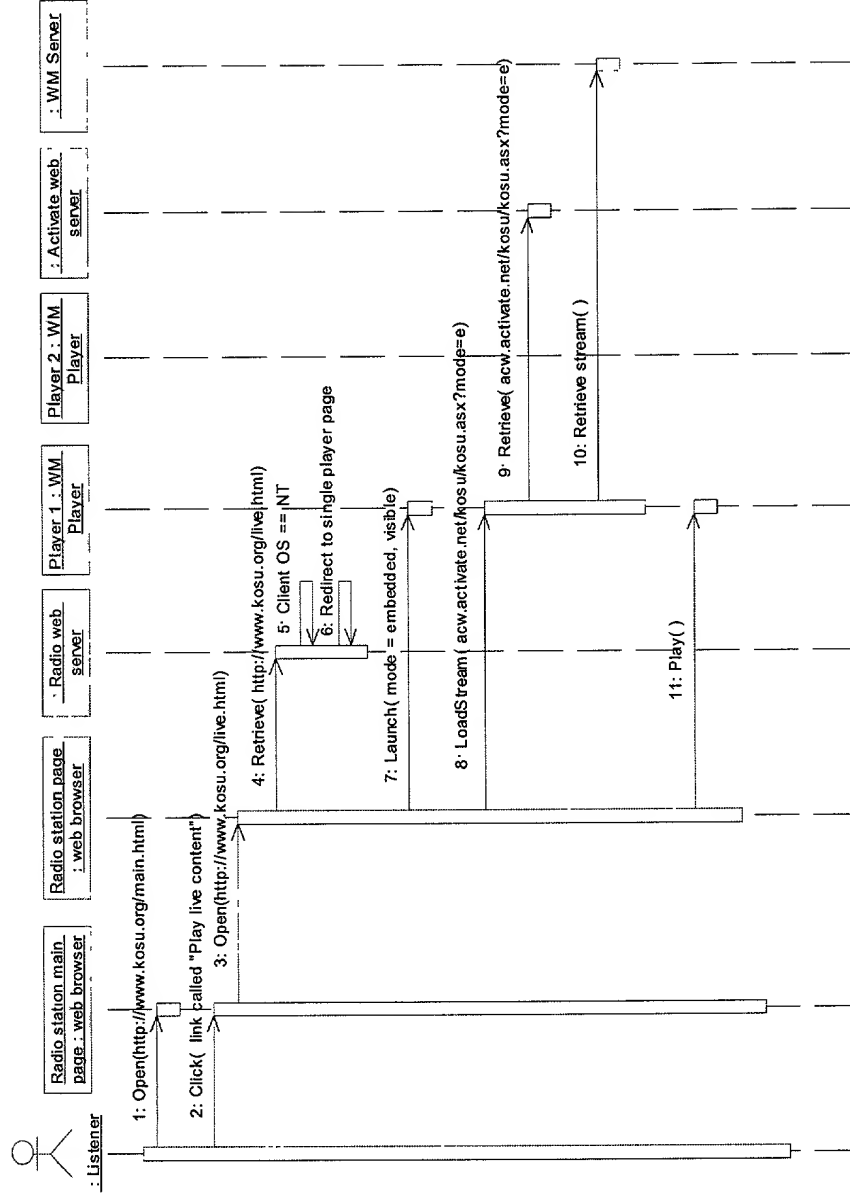 : Listener
Radio station main
page : web browser
Radio station page
: web browser
: Radio web
server
Player 1 : WM
Player
Player 2 : WM
Player
: Activate web
server
: WM Server
1: Open(http://www.kosu.org/main.html)
2: Click( link called "Play live content")
3: Open(http://www.kosu.org/live.html)
4: Retrieve( http://www.kosu.org/live.html)
5: Client OS == NT
6: Redirect to single player page
7: Launch( mode = embedded, visible)
8: LoadStream( acw.activate.net/kosu/kosu.asx?mode=e)
9: Retrieve( acw.activate.net/kosu/kosu.asx?mode=e)
10: Retrieve stream( )
11: Play( )